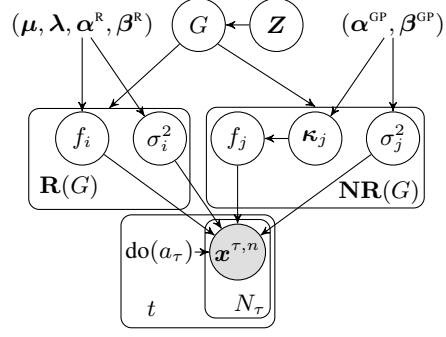 (μ, λ, α^R, β^R) G Z (α^GP, β^GP)
f_i σ_i^2 f_j κ_j σ_j^2
R(G) NR(G)
do(a_τ) x^{τ,n}
t N_τ